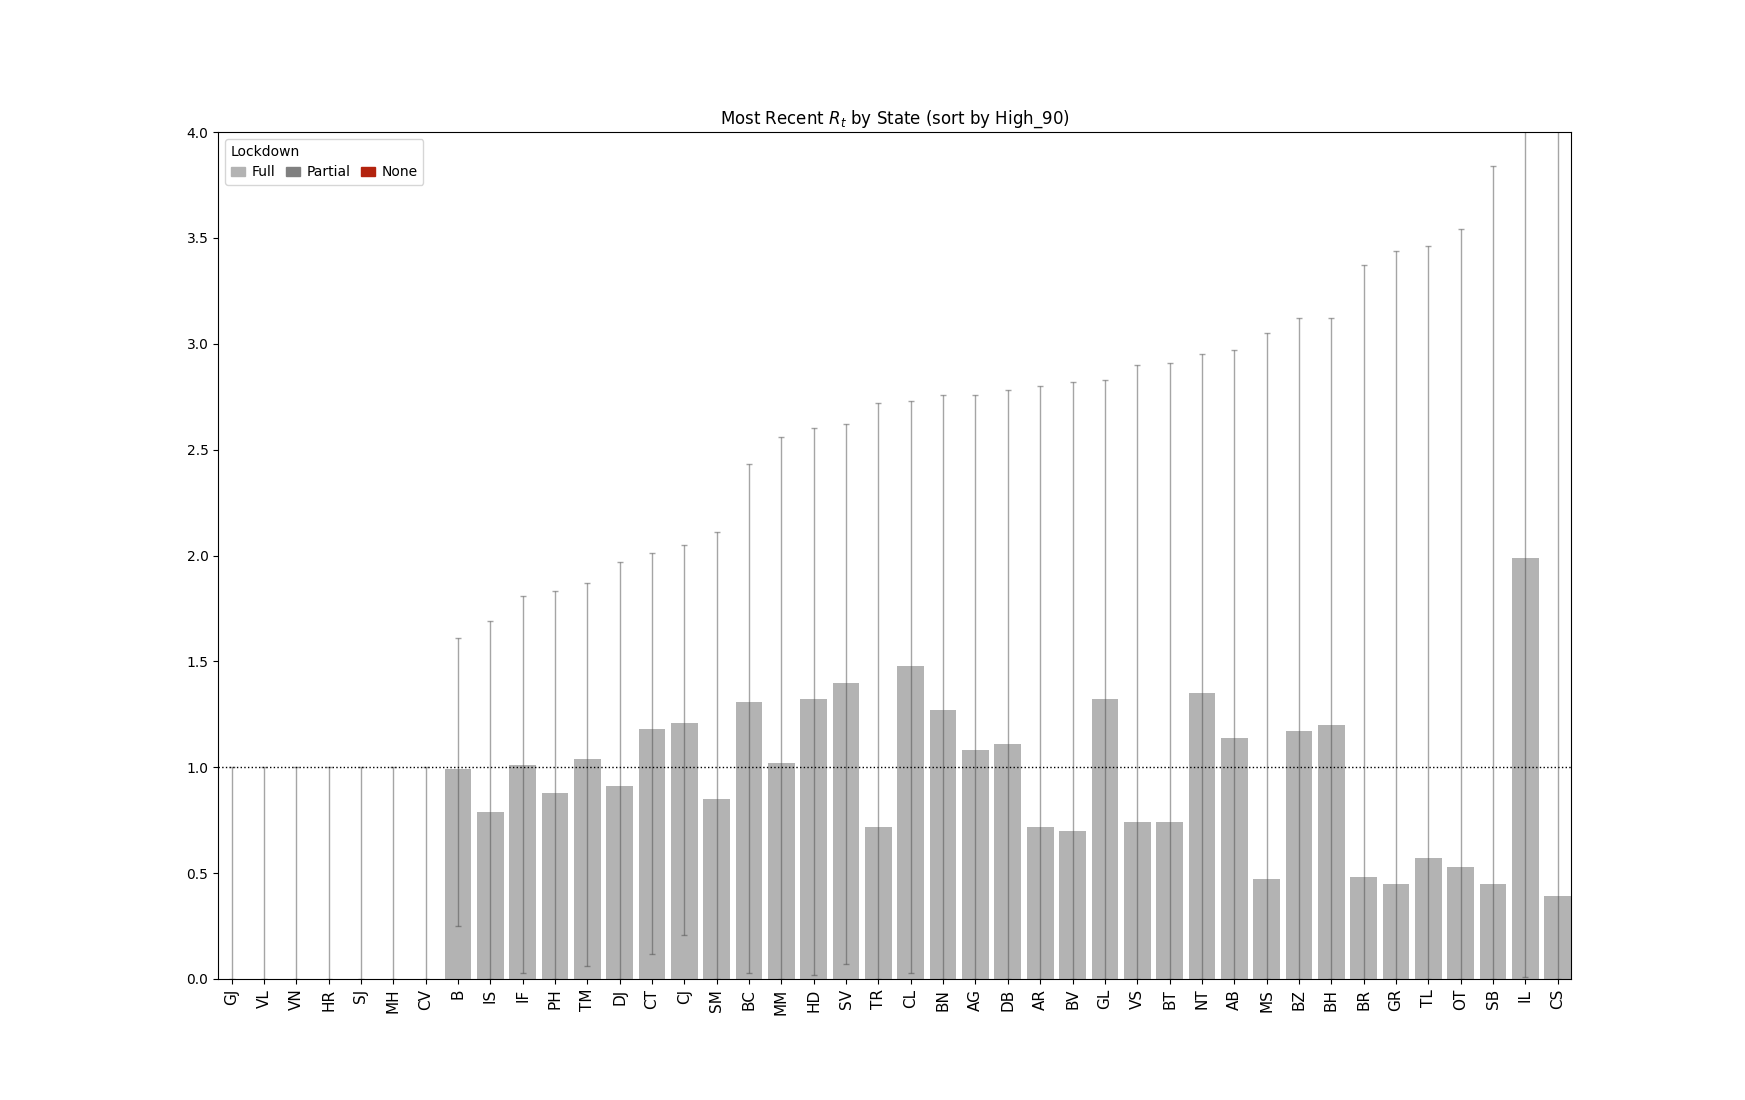 Most Recent R_t by State (sort by High_90)
Lockdown
Full Partial None
4.0
3.5
3.0
2.5
2.0
1.5
1.0
0.5
0.0
GJ VL VN HR SJ MH CV B IS IF PH TM DJ CT CJ SM BC MM HD SV TR CL BN AG DB AR BV GL VS BT NT AB MS BZ BH BR GR TL OT SB IL CS